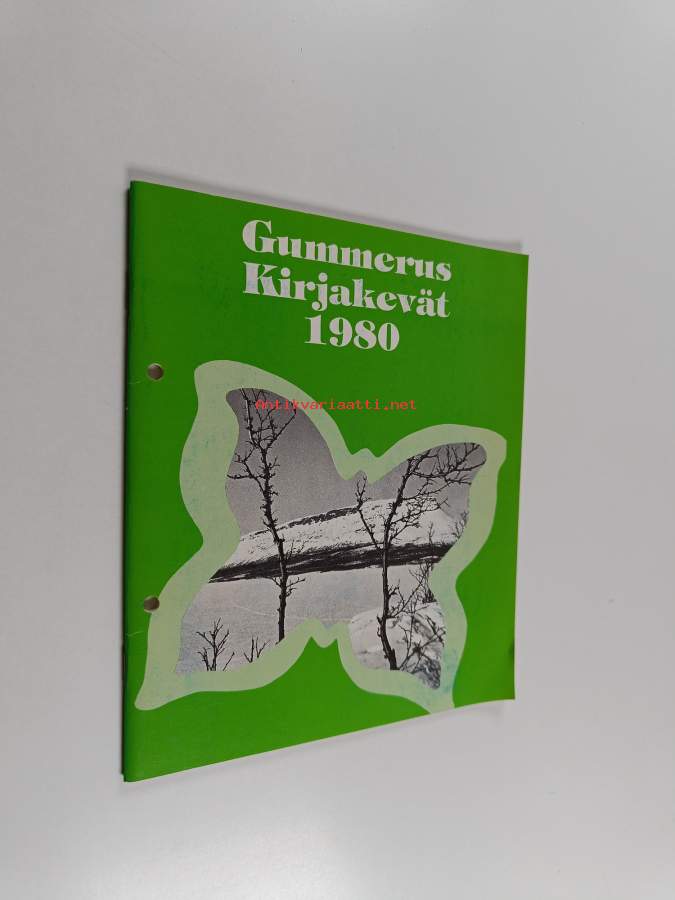 Gummerus
Kirjakevät
1980
Antikvariaatti.net